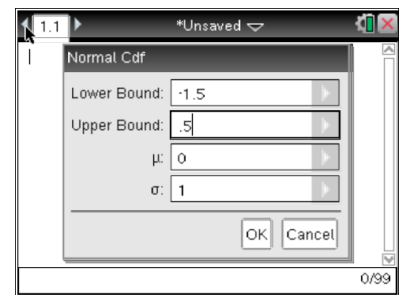 1.1 *Unsaved
Normal Cdf
Lower Bound: -1.5
Upper Bound: .5
μ: 0
σ: 1
OK Cancel
0/99